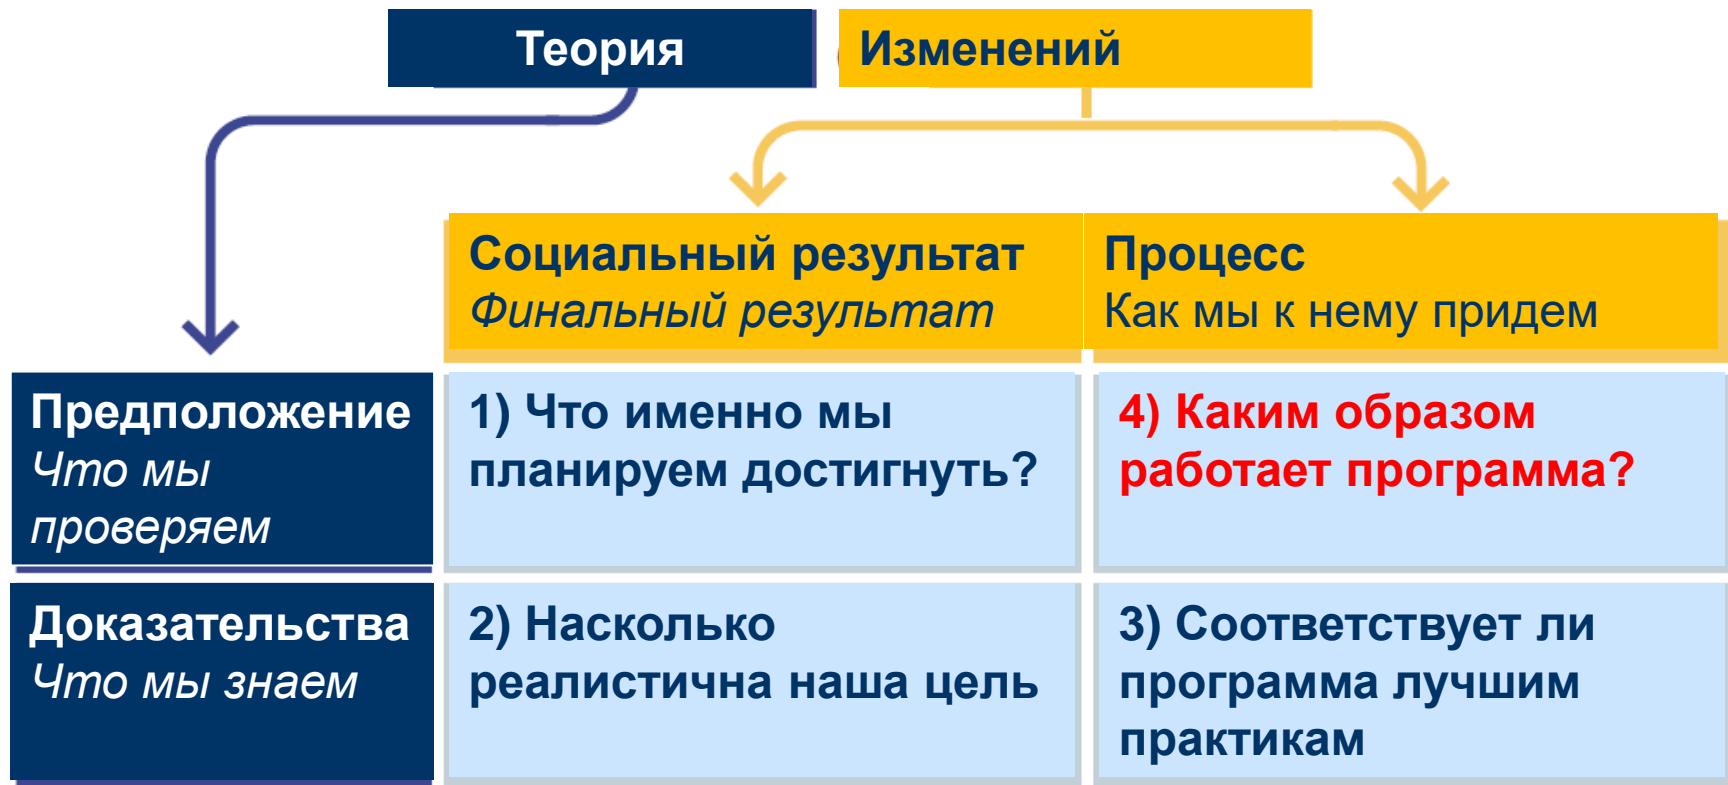 Теория
Изменений
Социальный результат
Финальный результат
Процесс
Как мы к нему придем
Предположение
Что мы
проверяем
1) Что именно мы
планируем достигнуть?
4) Каким образом
работает программа?
Доказательства
Что мы знаем
2) Насколько
реалистична наша цель
3) Соответствует ли
программа лучшим
практикам